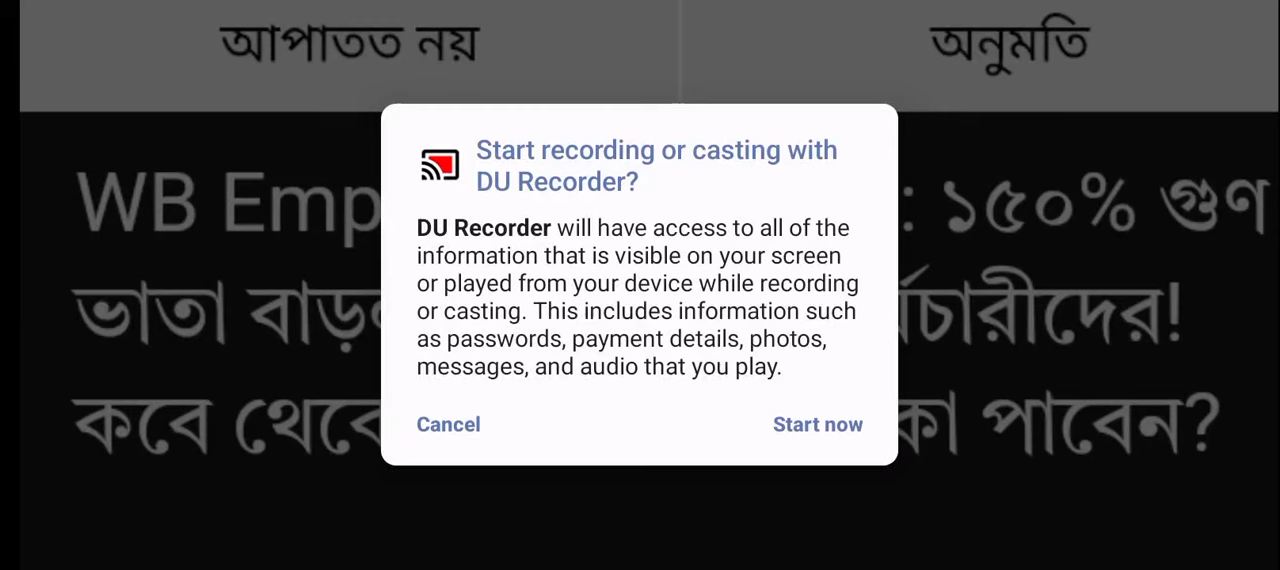 আপাতত নয়
অনুমতি
Start recording or casting with
DU Recorder?
DU Recorder will have access to all of the
information that is visible on your screen
or played from your device while recording
or casting. This includes information such
as passwords, payment details, photos,
messages, and audio that you play.
Cancel
Start now
WB Emp : ১৫০% গুণ
ভাতা
কবে পাবেন?